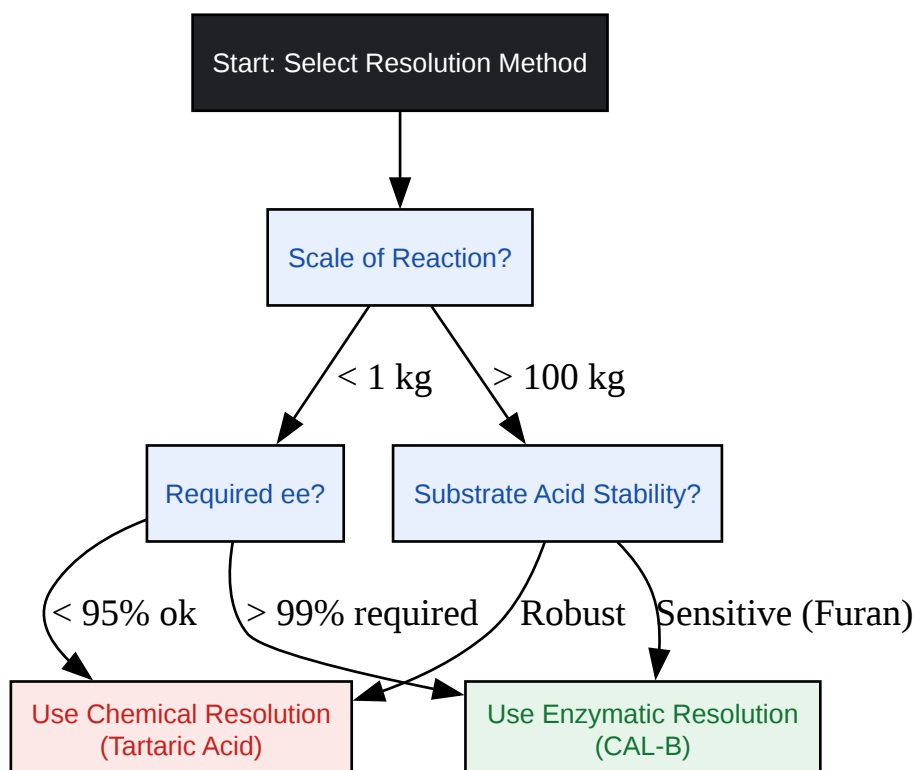 Start: Select Resolution Method
Scale of Reaction?
< 1 kg
> 100 kg
Required ee?
Substrate Acid Stability?
< 95% ok
> 99% required
Robust
Sensitive (Furan)
Use Chemical Resolution
(Tartaric Acid)
Use Enzymatic Resolution
(CAL-B)